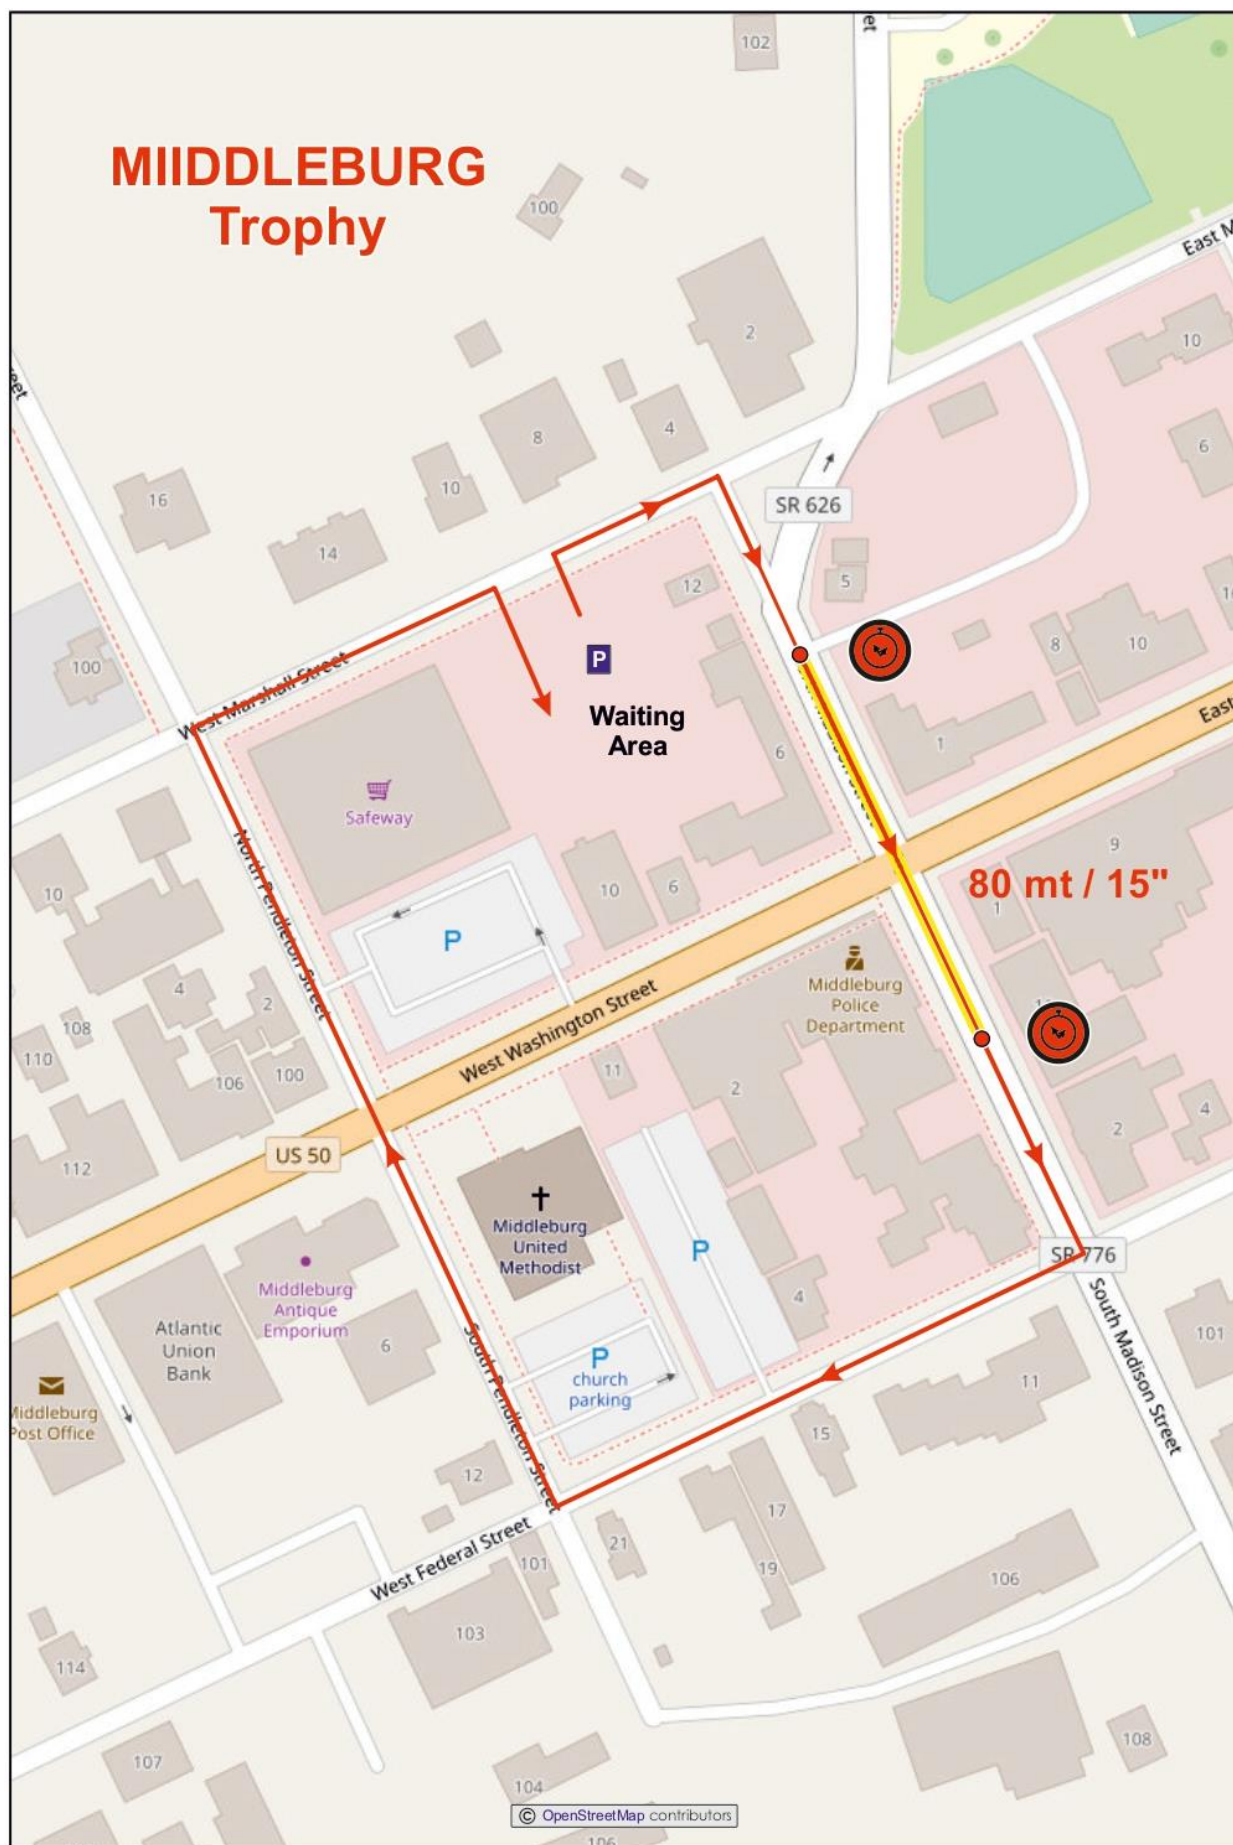 102
MIIDDLEBURG
Trophy
100
East M
2
10
4
8
6
10
16
SR 626
14
5
12
8
10
100
West Marshall Street
P
Waiting
Area
East
1
6
Safeway
North Pendleton Street
9
80 mt / 15"
10
10
6
1
P
Middleburg
Police
Department
4
2
West Washington Street
108
110
11
106
100
2
4
2
US 50
112
Middleburg
United
Methodist
P
SR 776
Middleburg
Antique
Emporium
4
South Madison Street
Atlantic
Union
Bank
6
South Pendleton Street
101
P
church
parking
11
Middleburg
Post Office
15
12
17
West Federal Street
21
101
19
106
103
114
107
108
104
© OpenStreetMap contributors
106